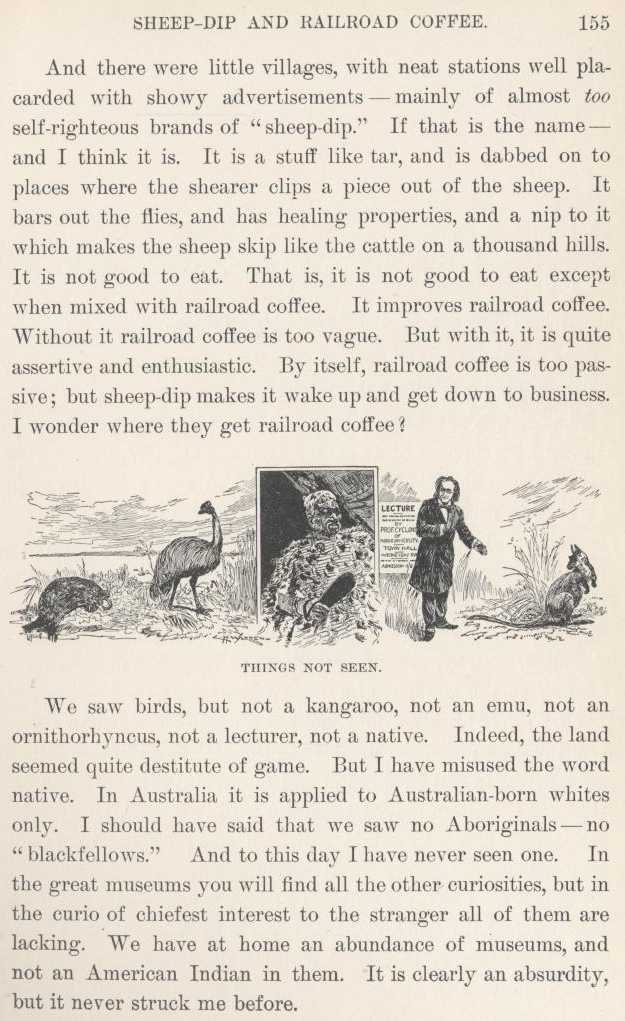 SHEEP-DIP AND RAILROAD COFFEE. 155
And there were little villages, with neat stations well pla-
carded with showy advertisements — mainly of almost too
self-righteous brands of “sheep-dip.” If that is the name —
and I think it is. It is a stuff like tar, and is dabbed on to
places where the shearer clips a piece out of the sheep. It
bars out the flies, and has healing properties, and a nip to it
which makes the sheep skip like the cattle on a thousand hills.
It is not good to eat. That is, it is not good to eat except
when mixed with railroad coffee. It improves railroad coffee.
Without it railroad coffee is too vague. But with it, it is quite
assertive and enthusiastic. By itself, railroad coffee is too pas-
sive; but sheep-dip makes it wake up and get down to business.
I wonder where they get railroad coffee?
LECTURE
BY
PROF. CYCLONE
OF
UNIVERSITY
TOWN HALL
THINGS NOT SEEN.
We saw birds, but not a kangaroo, not an emu, not an
ornithorhyncus, not a lecturer, not a native. Indeed, the land
seemed quite destitute of game. But I have misused the word
native. In Australia it is applied to Australian-born whites
only. I should have said that we saw no Aboriginals — no
“blackfellows.” And to this day I have never seen one. In
the great museums you will find all the other curiosities, but in
the curio of chiefest interest to the stranger all of them are
lacking. We have at home an abundance of museums, and
not an American Indian in them. It is clearly an absurdity,
but it never struck me before.